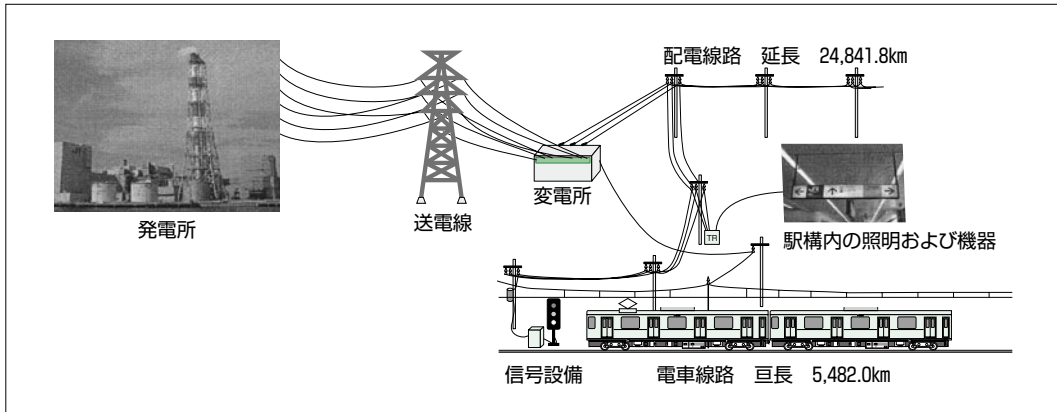 配電線路 延長 24,841.8km
発電所
送電線
変電所
TR
駅構内の照明および機器
信号設備
電車線路 亘長 5,482.0km